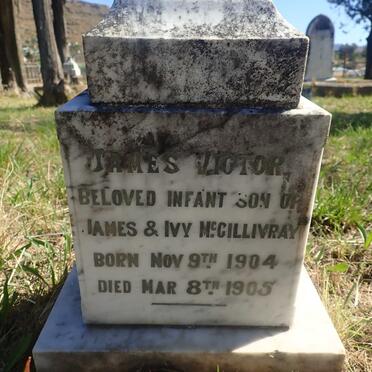 JAMES VICTOR,
BELOVED INFANT SON OF
JAMES & IVY McGILLIVRAY
BORN NOV 9TH 1904
DIED MAR 8TH 1905